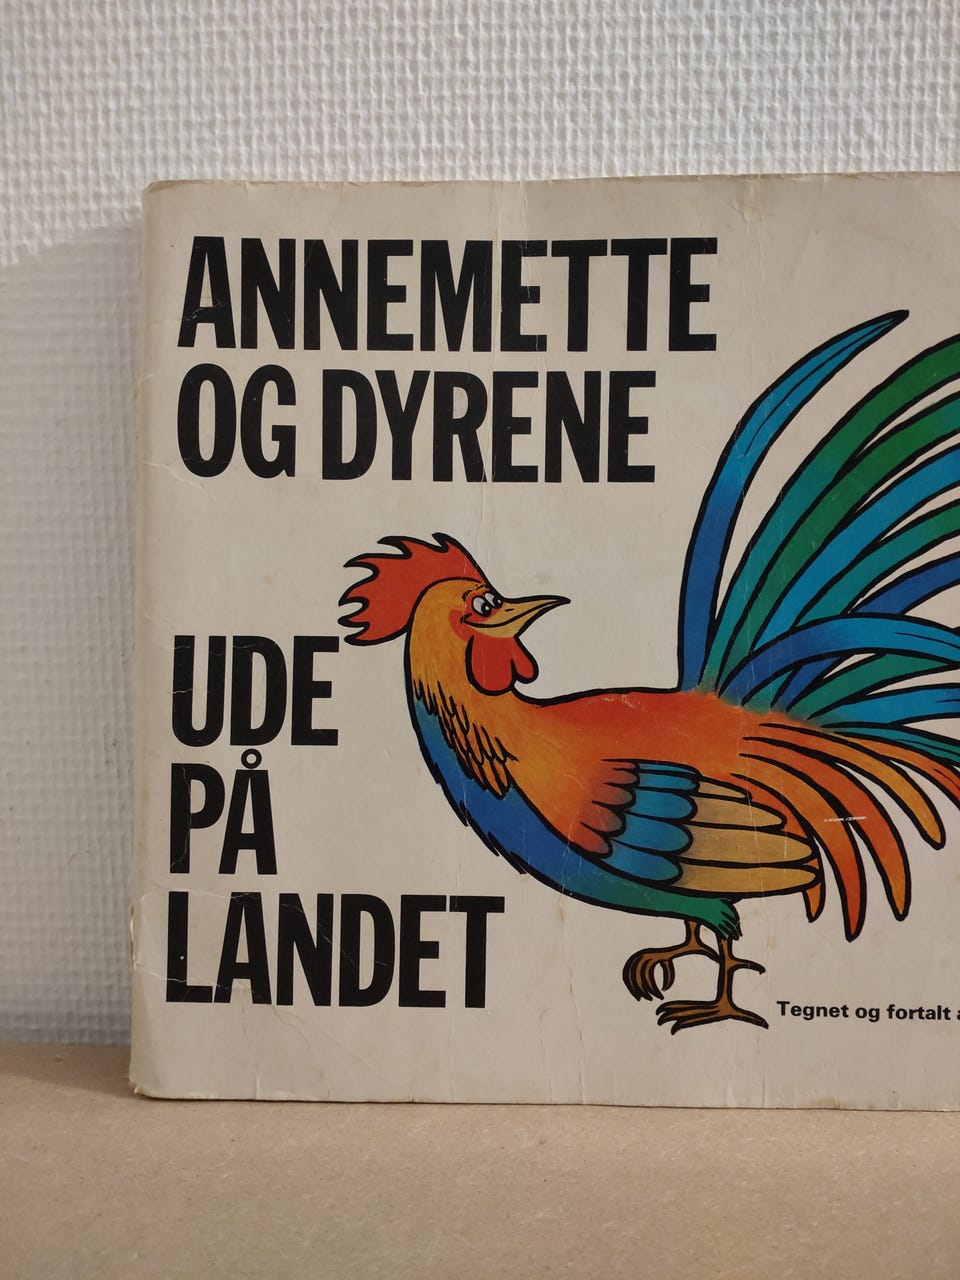 ANNEMETTE
OG DYRENE
UDE
PÅ
LANDET
Tegnet og fortalt